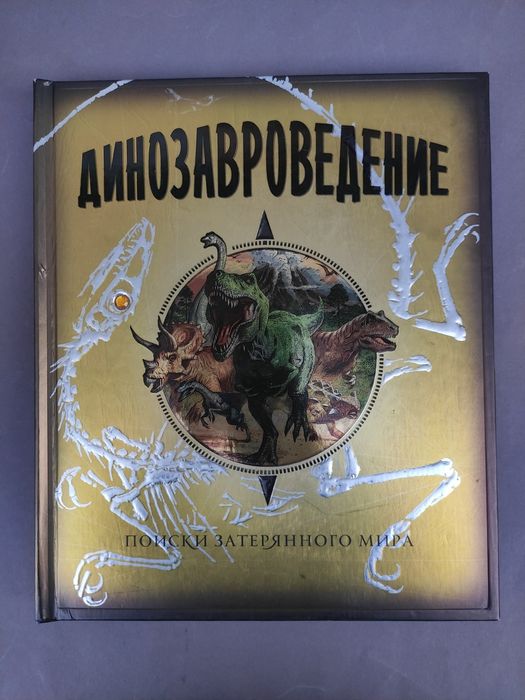 ДИНОЗАВРОВЕДЕНИЕ
ПОИСКИ ЗАТЕРЯННОГО МИРА